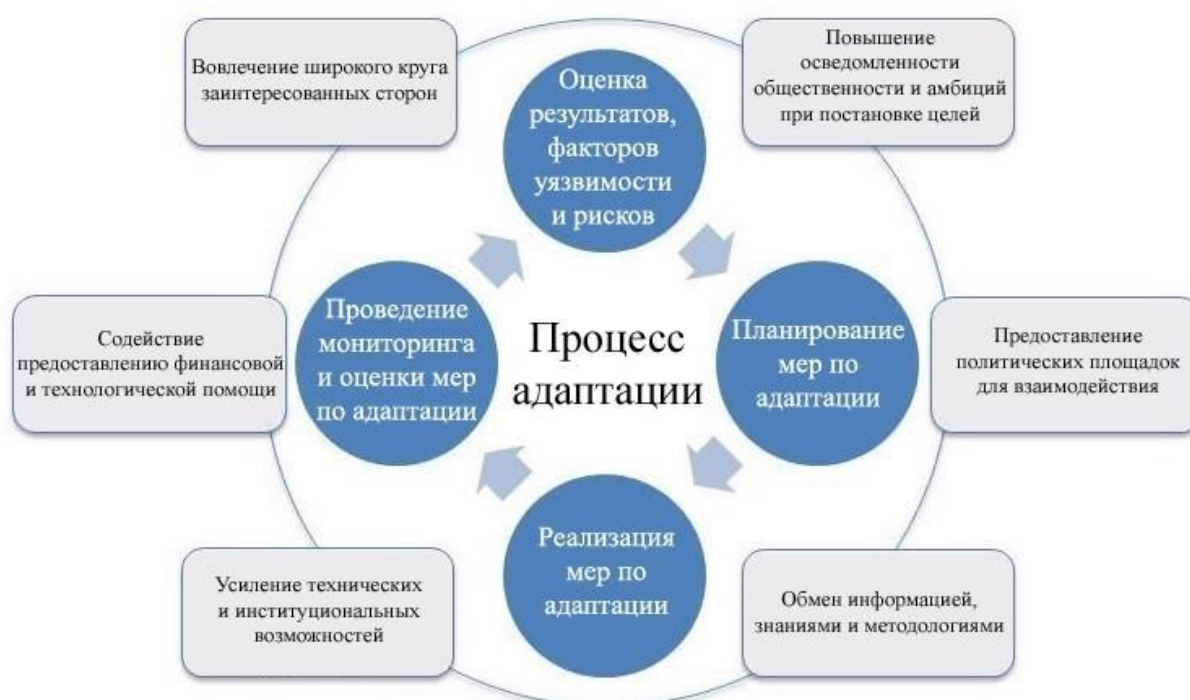 Вовлечение широкого круга
заинтересованных сторон
Оценка
результатов,
факторов
уязвимости
и рисков
Повышение
осведомленности
общественности и амбиций
при постановке целей
Содействие
предоставлению финансовой
и технологической помощи
Проведение
мониторинга
и оценки мер
по адаптации
Процесс
адаптации
Планирование
мер по
адаптации
Предоставление
политических площадок
для взаимодействия
Усиление технических
и институциональных
возможностей
Реализация
мер по
адаптации
Обмен информацией,
знаниями и методологиями